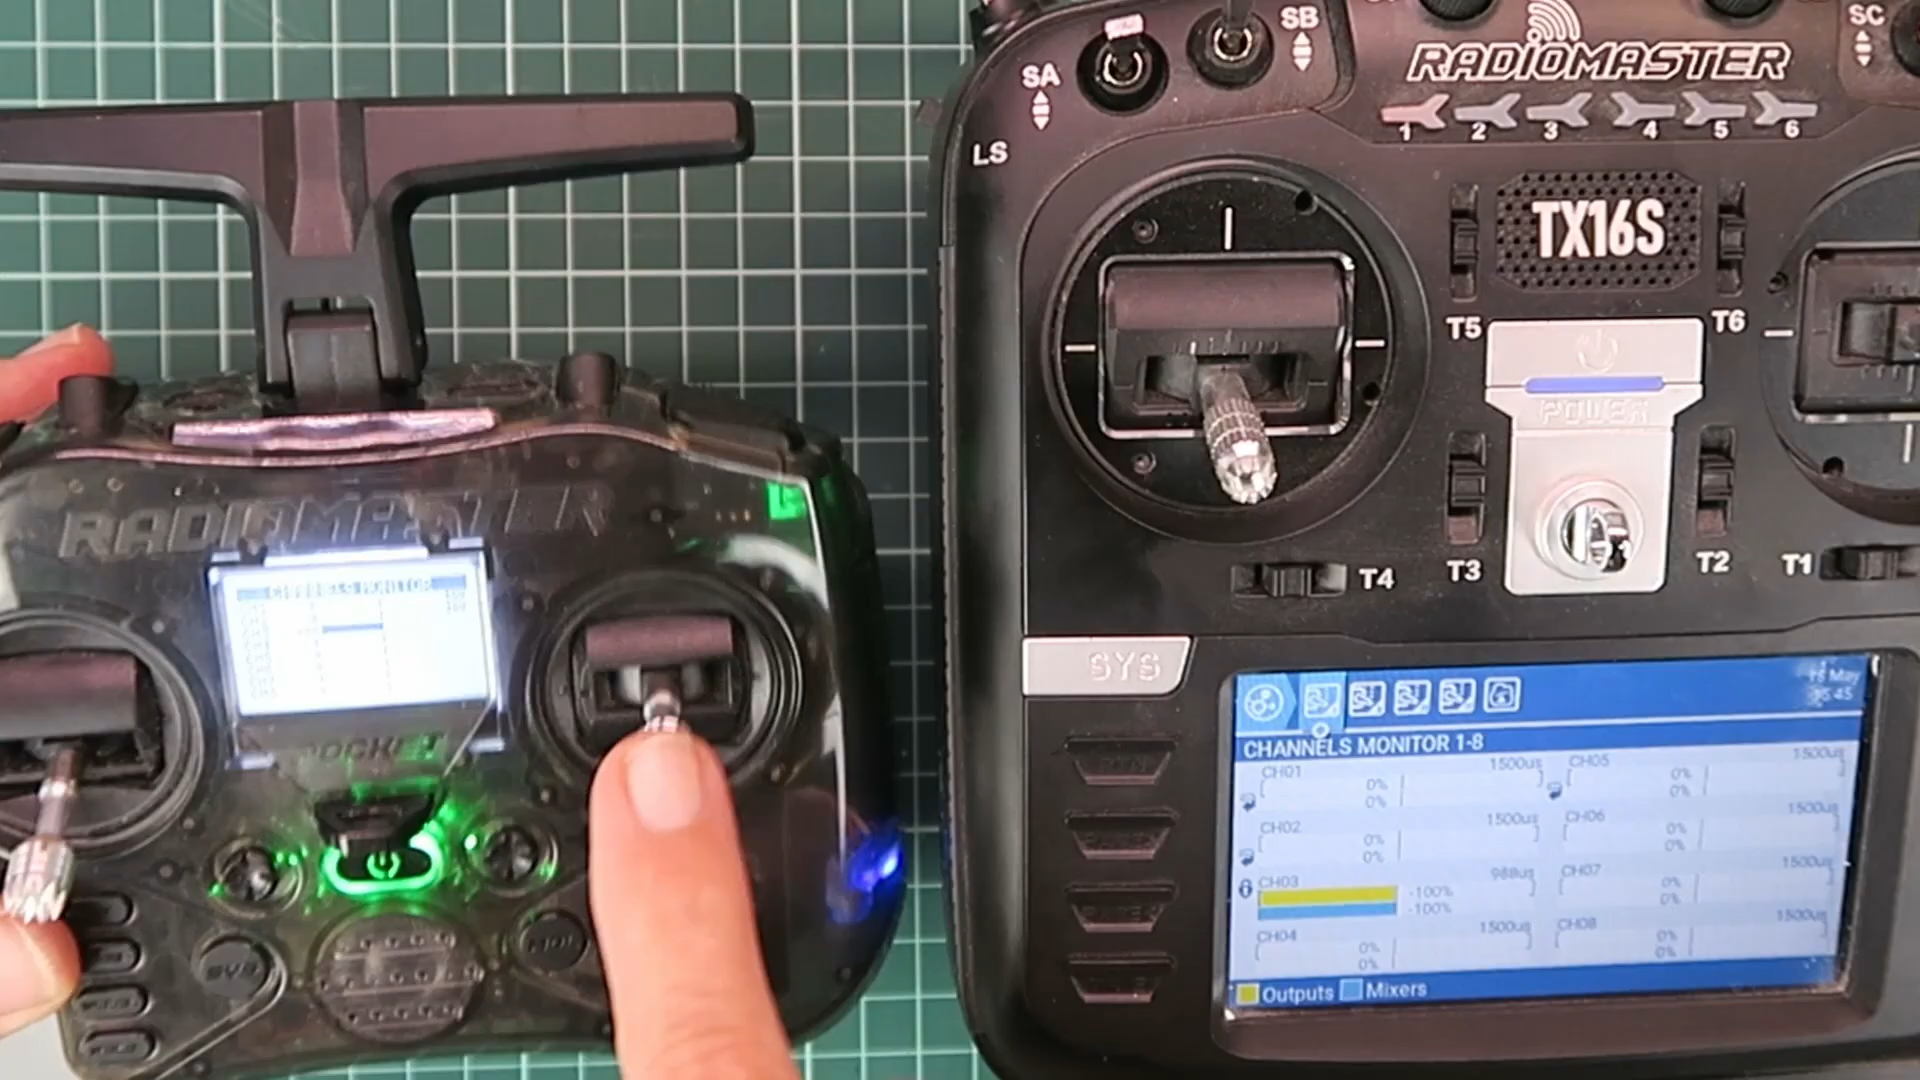 SA
SB
SC
LS
RADIOMASTER
1 2 3 4 5 6
TX16S
T5
T6
POWER
T3
T2
T4
T1
RADIOMASTER
POCKET
SYS
MDL
SYS
CHANNELS MONITOR 1-8
CH01 1500us
0%
0%
CH02 1500us
0%
0%
CH03 988us
-100%
-100%
CH04 1500us
0%
0%
CH05 1500us
0%
0%
CH06 1500us
0%
0%
CH07 1500us
0%
0%
CH08 1500us
0%
0%
Outputs Mixers